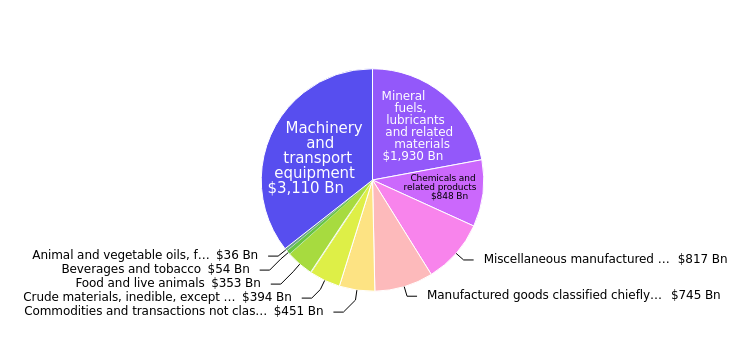 Machinery
and
transport
equipment
$3,110 Bn
Mineral
fuels,
lubricants
and related
materials
$1,930 Bn
Chemicals and
related products
$848 Bn
Miscellaneous manufactured … $817 Bn
Manufactured goods classified chiefly… $745 Bn
Animal and vegetable oils, f… $36 Bn
Beverages and tobacco $54 Bn
Food and live animals $353 Bn
Crude materials, inedible, except … $394 Bn
Commodities and transactions not clas… $451 Bn